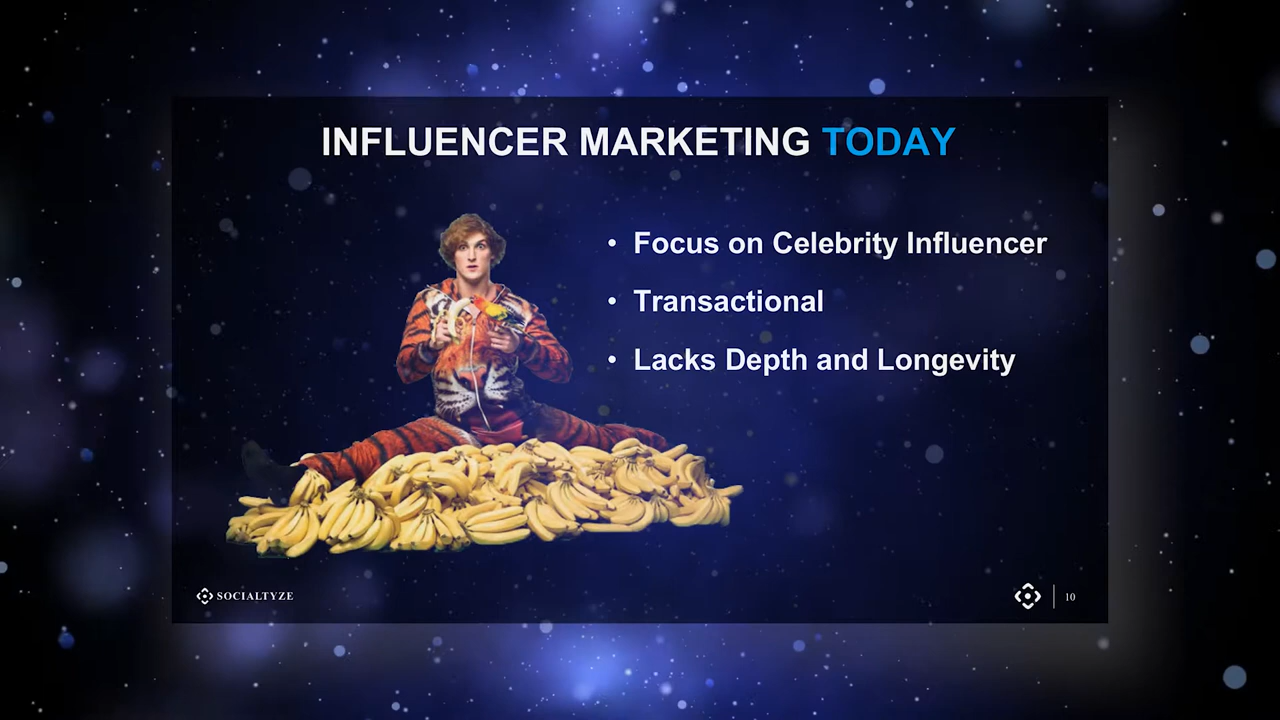 INFLUENCER MARKETING TODAY
• Focus on Celebrity Influencer
• Transactional
• Lacks Depth and Longevity
SOCIALTYZE
10